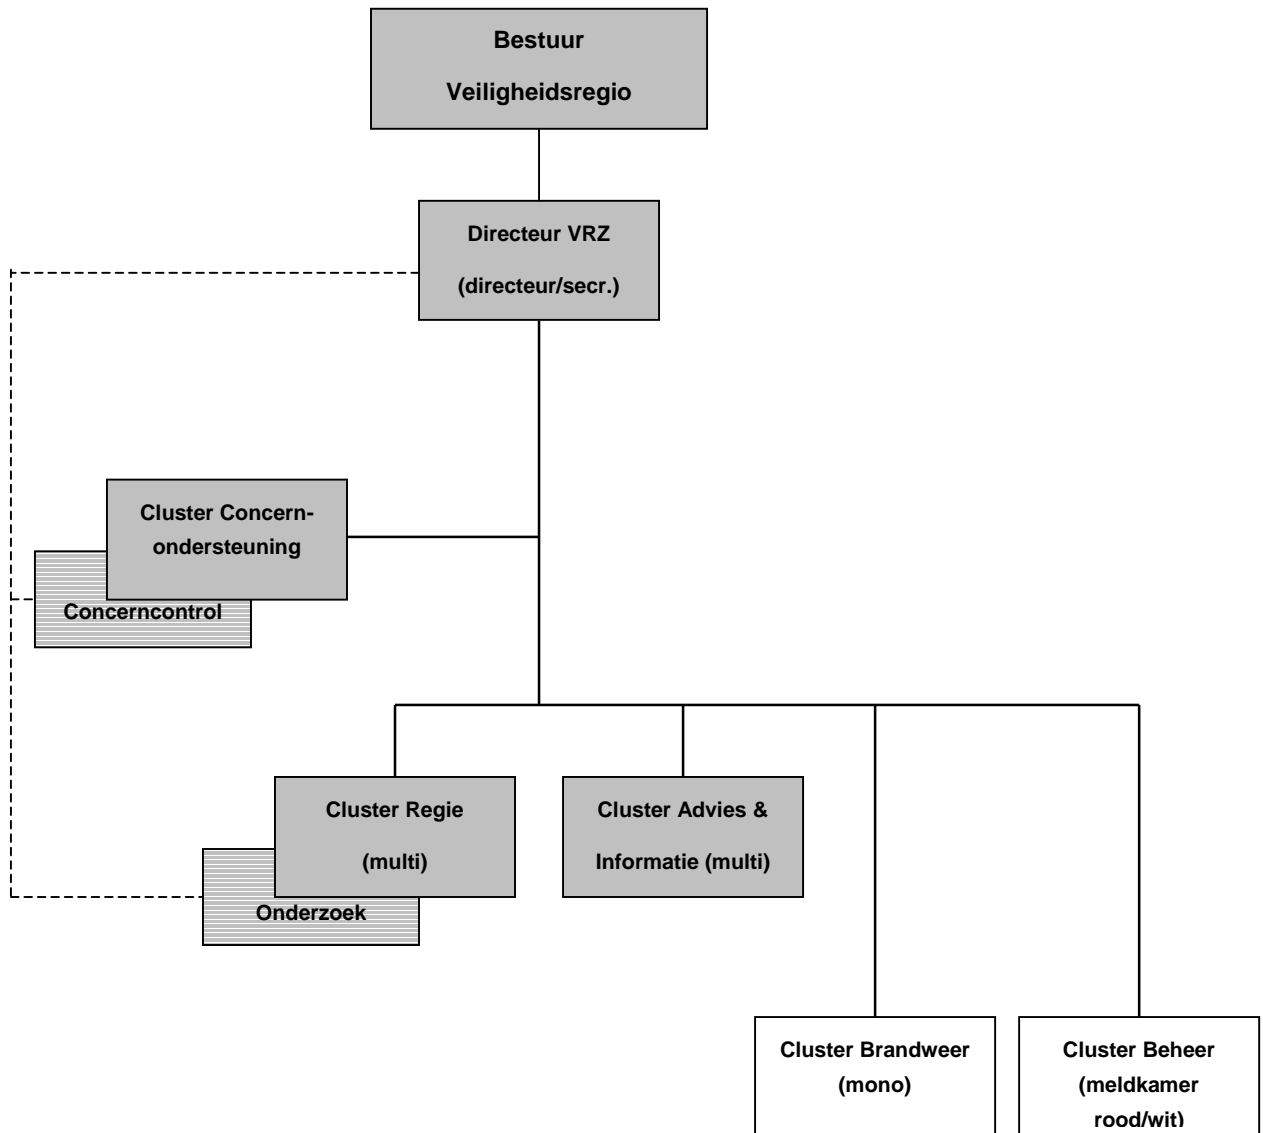 Bestuur
Veiligheidsregio
Directeur VRZ
(directeur/secr.)
Cluster Concern-
ondersteuning
Concerncontrol
Cluster Regie
(multi)
Cluster Advies &
Informatie (multi)
Onderzoek
Cluster Brandweer
(mono)
Cluster Beheer
(meldkamer
rood/wit)